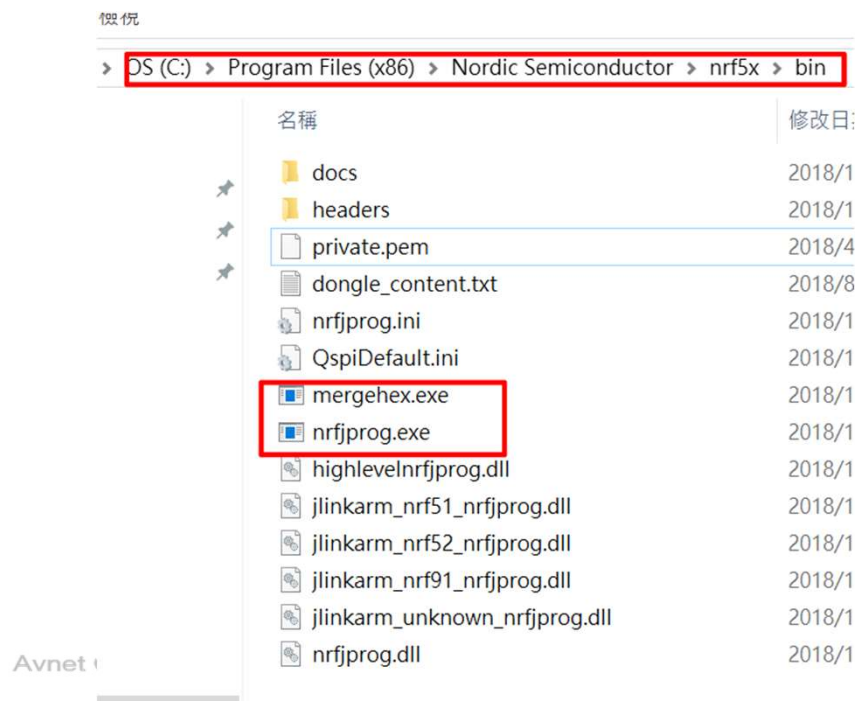 檢視
OS (C:) > Program Files (x86) > Nordic Semiconductor > nrf5x > bin
名稱 修改日
docs 2018/1
headers 2018/1
private.pem 2018/4
dongle_content.txt 2018/8
nrfjprog.ini 2018/1
QspiDefault.ini 2018/1
mergehex.exe 2018/1
nrfjprog.exe 2018/1
highlevelnrfjprog.dll 2018/1
jlinkarm_nrf51_nrfjprog.dll 2018/1
jlinkarm_nrf52_nrfjprog.dll 2018/1
jlinkarm_nrf91_nrfjprog.dll 2018/1
jlinkarm_unknown_nrfjprog.dll 2018/1
nrfjprog.dll 2018/1
Avnet